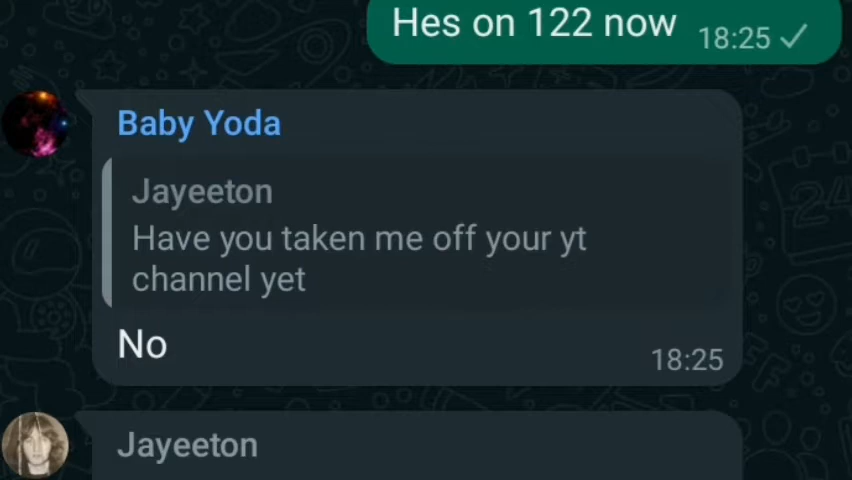 Hes on 122 now
18:25
Baby Yoda
Jayeeton
Have you taken me off your yt
channel yet
No
18:25
Jayeeton